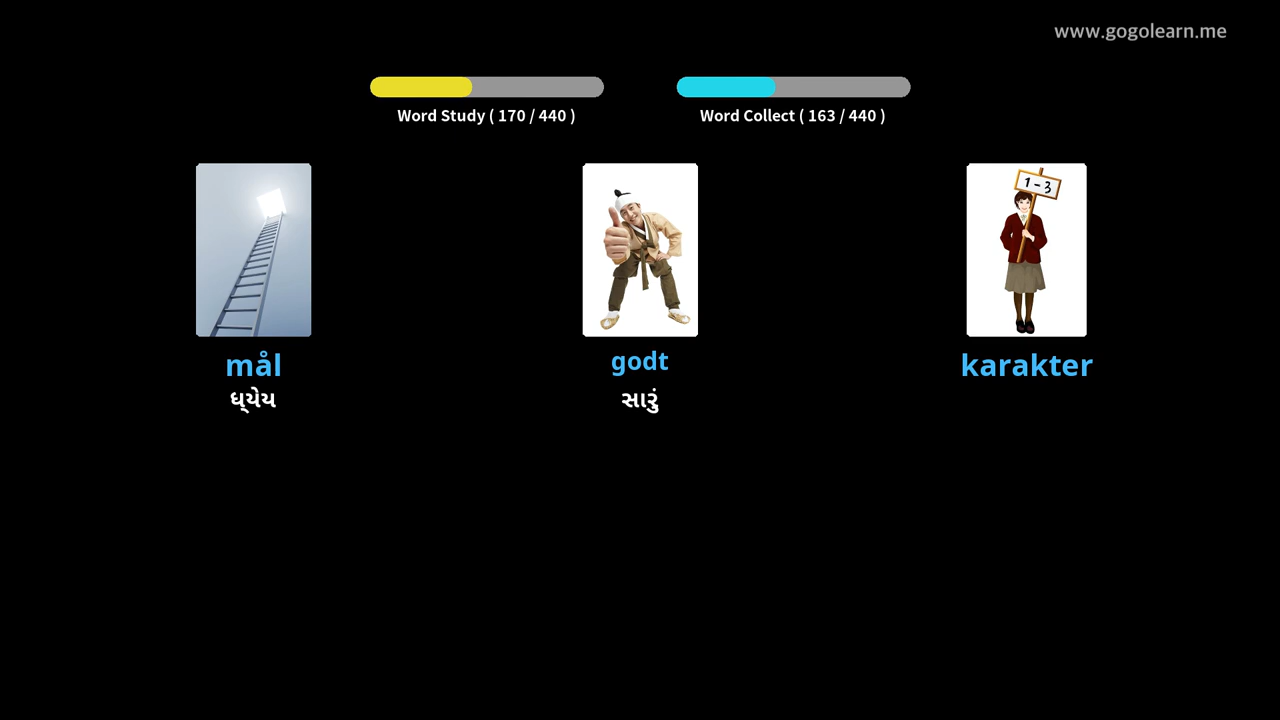 www.gogolearn.me
Word Study ( 170 / 440 )
Word Collect ( 163 / 440 )
1-3
mål
godt
karakter
ધ્યેય
સારું